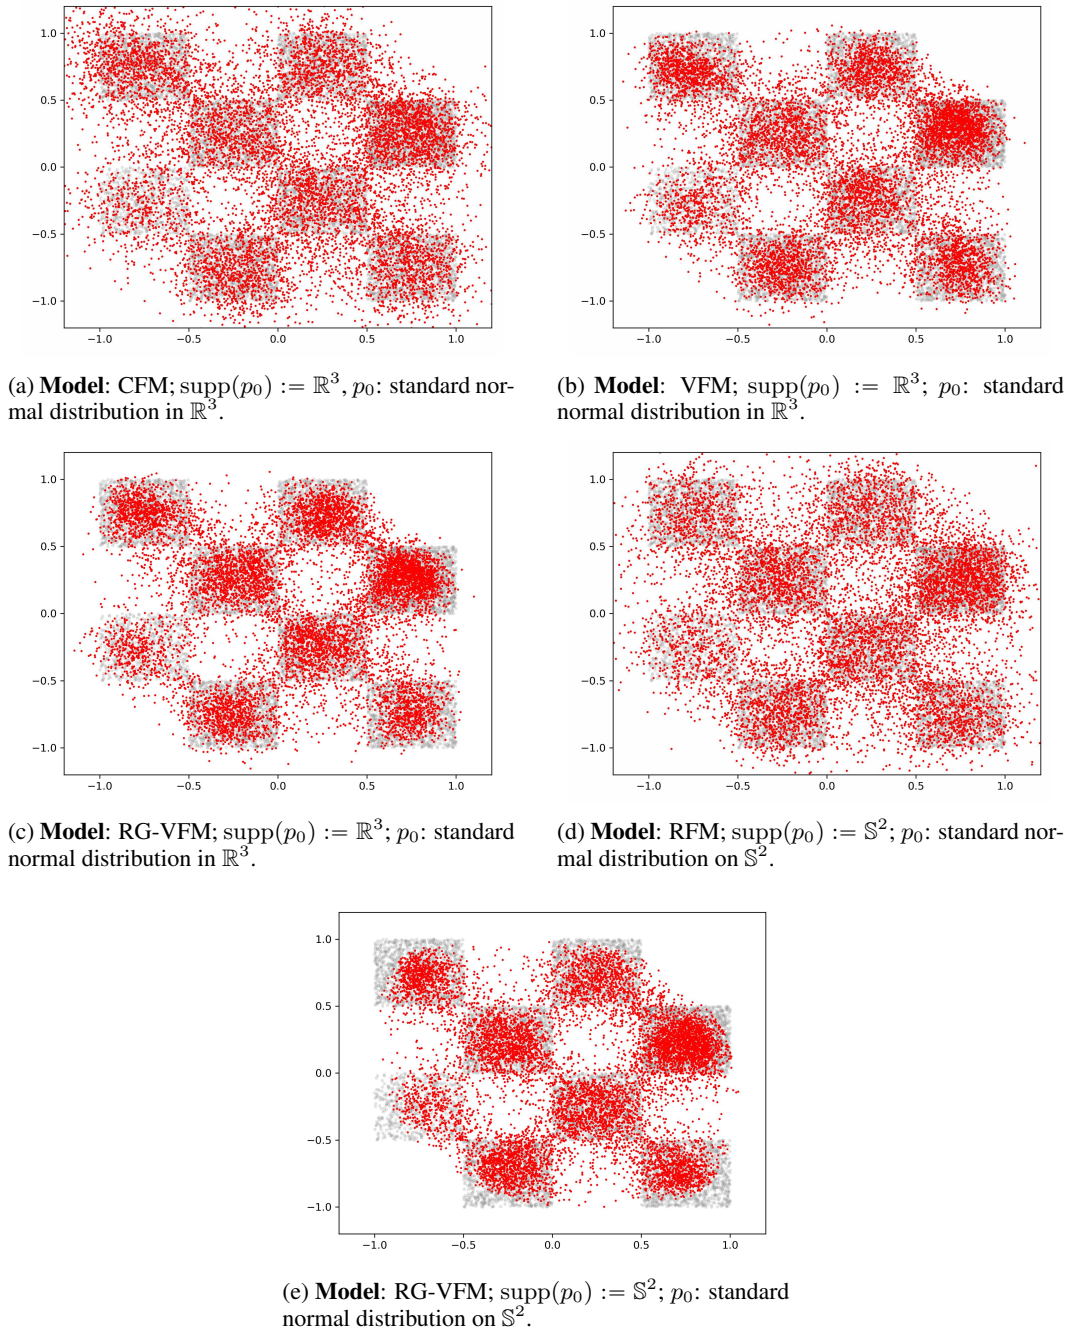 1.0
0.5
0.0
−0.5
−1.0
−1.0 −0.5 0.0 0.5 1.0
(a) Model: CFM; supp(p₀) := ℝ³, p₀: standard nor-
mal distribution in ℝ³.
1.0
0.5
0.0
−0.5
−1.0
−1.0 −0.5 0.0 0.5 1.0
(b) Model: VFM; supp(p₀) := ℝ³; p₀: standard
normal distribution in ℝ³.
1.0
0.5
0.0
−0.5
−1.0
−1.0 −0.5 0.0 0.5 1.0
(c) Model: RG-VFM; supp(p₀) := ℝ³; p₀: standard
normal distribution in ℝ³.
1.0
0.5
0.0
−0.5
−1.0
−1.0 −0.5 0.0 0.5 1.0
(d) Model: RFM; supp(p₀) := 𝕊²; p₀: standard nor-
mal distribution on 𝕊².
1.0
0.5
0.0
−0.5
−1.0
−1.0 −0.5 0.0 0.5 1.0
(e) Model: RG-VFM; supp(p₀) := 𝕊²; p₀: standard
normal distribution on 𝕊².